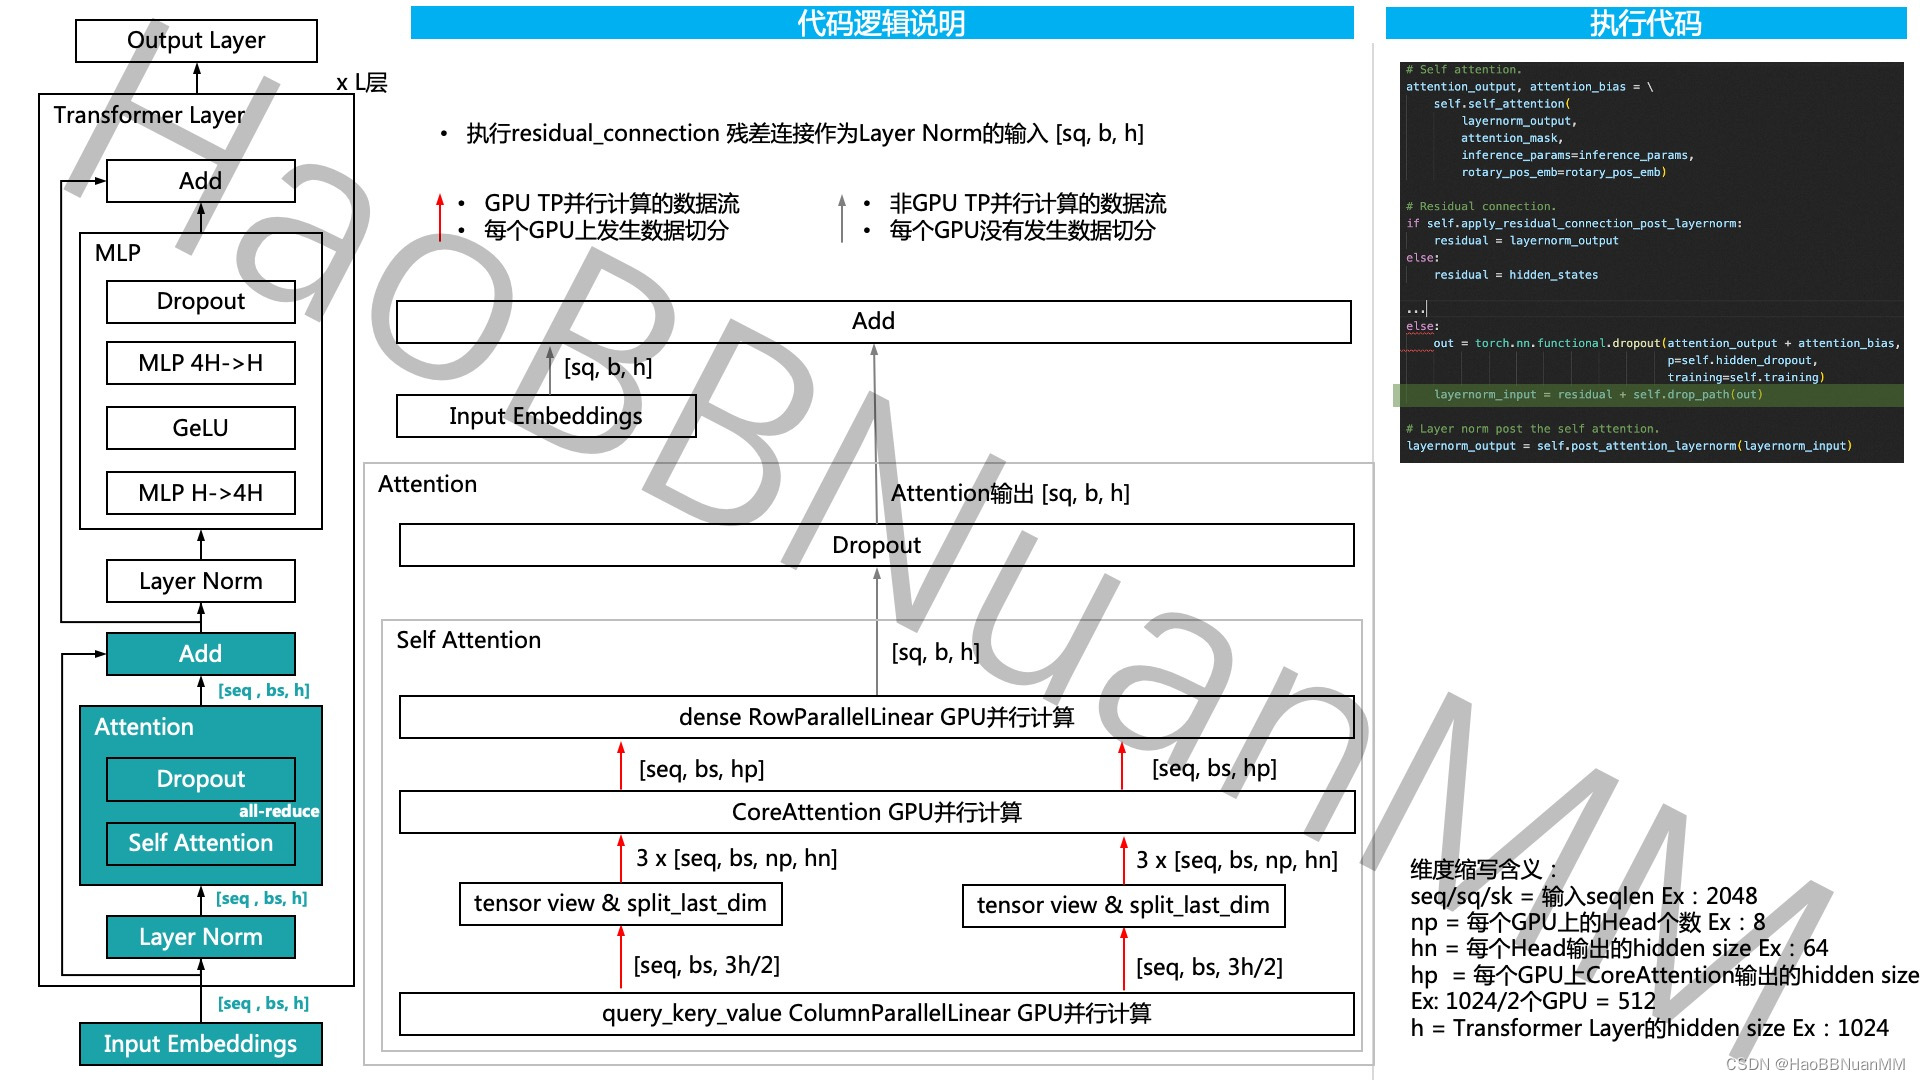 Output Layer
x L层
Transformer Layer
Add
MLP
Dropout
MLP 4H->H
GeLU
MLP H->4H
Layer Norm
Add
[seq , bs, h]
Attention
Dropout
all-reduce
Self Attention
[seq , bs, h]
Layer Norm
[seq , bs, h]
Input Embeddings
代码逻辑说明
• 执行residual_connection 残差连接作为Layer Norm的输入 [sq, b, h]
• GPU TP并行计算的数据流
• 每个GPU上发生数据切分
• 非GPU TP并行计算的数据流
• 每个GPU没有发生数据切分
Add
[sq, b, h]
Input Embeddings
Attention
Attention输出 [sq, b, h]
Dropout
Self Attention
[sq, b, h]
dense RowParallelLinear GPU并行计算
[seq, bs, hp]
[seq, bs, hp]
CoreAttention GPU并行计算
3 x [seq, bs, np, hn]
3 x [seq, bs, np, hn]
tensor view & split_last_dim
tensor view & split_last_dim
[seq, bs, 3h/2]
[seq, bs, 3h/2]
query_kery_value ColumnParallelLinear GPU并行计算
执行代码
# Self attention.
attention_output, attention_bias = \
self.self_attention(
layernorm_output,
attention_mask,
inference_params=inference_params,
rotary_pos_emb=rotary_pos_emb)
# Residual connection.
if self.apply_residual_connection_post_layernorm:
residual = layernorm_output
else:
residual = hidden_states
...
else:
out = torch.nn.functional.dropout(attention_output + attention_bias,
p=self.hidden_dropout,
training=self.training)
layernorm_input = residual + self.drop_path(out)
# Layer norm post the self attention.
layernorm_output = self.post_attention_layernorm(layernorm_input)
维度缩写含义：
seq/sq/sk = 输入seqlen Ex：2048
np = 每个GPU上的Head个数 Ex：8
hn = 每个Head输出的hidden size Ex：64
hp = 每个GPU上CoreAttention输出的hidden size
Ex: 1024/2个GPU = 512
h = Transformer Layer的hidden size Ex：1024
HaoBBNuanMM
CSDN @HaoBBNuanMM